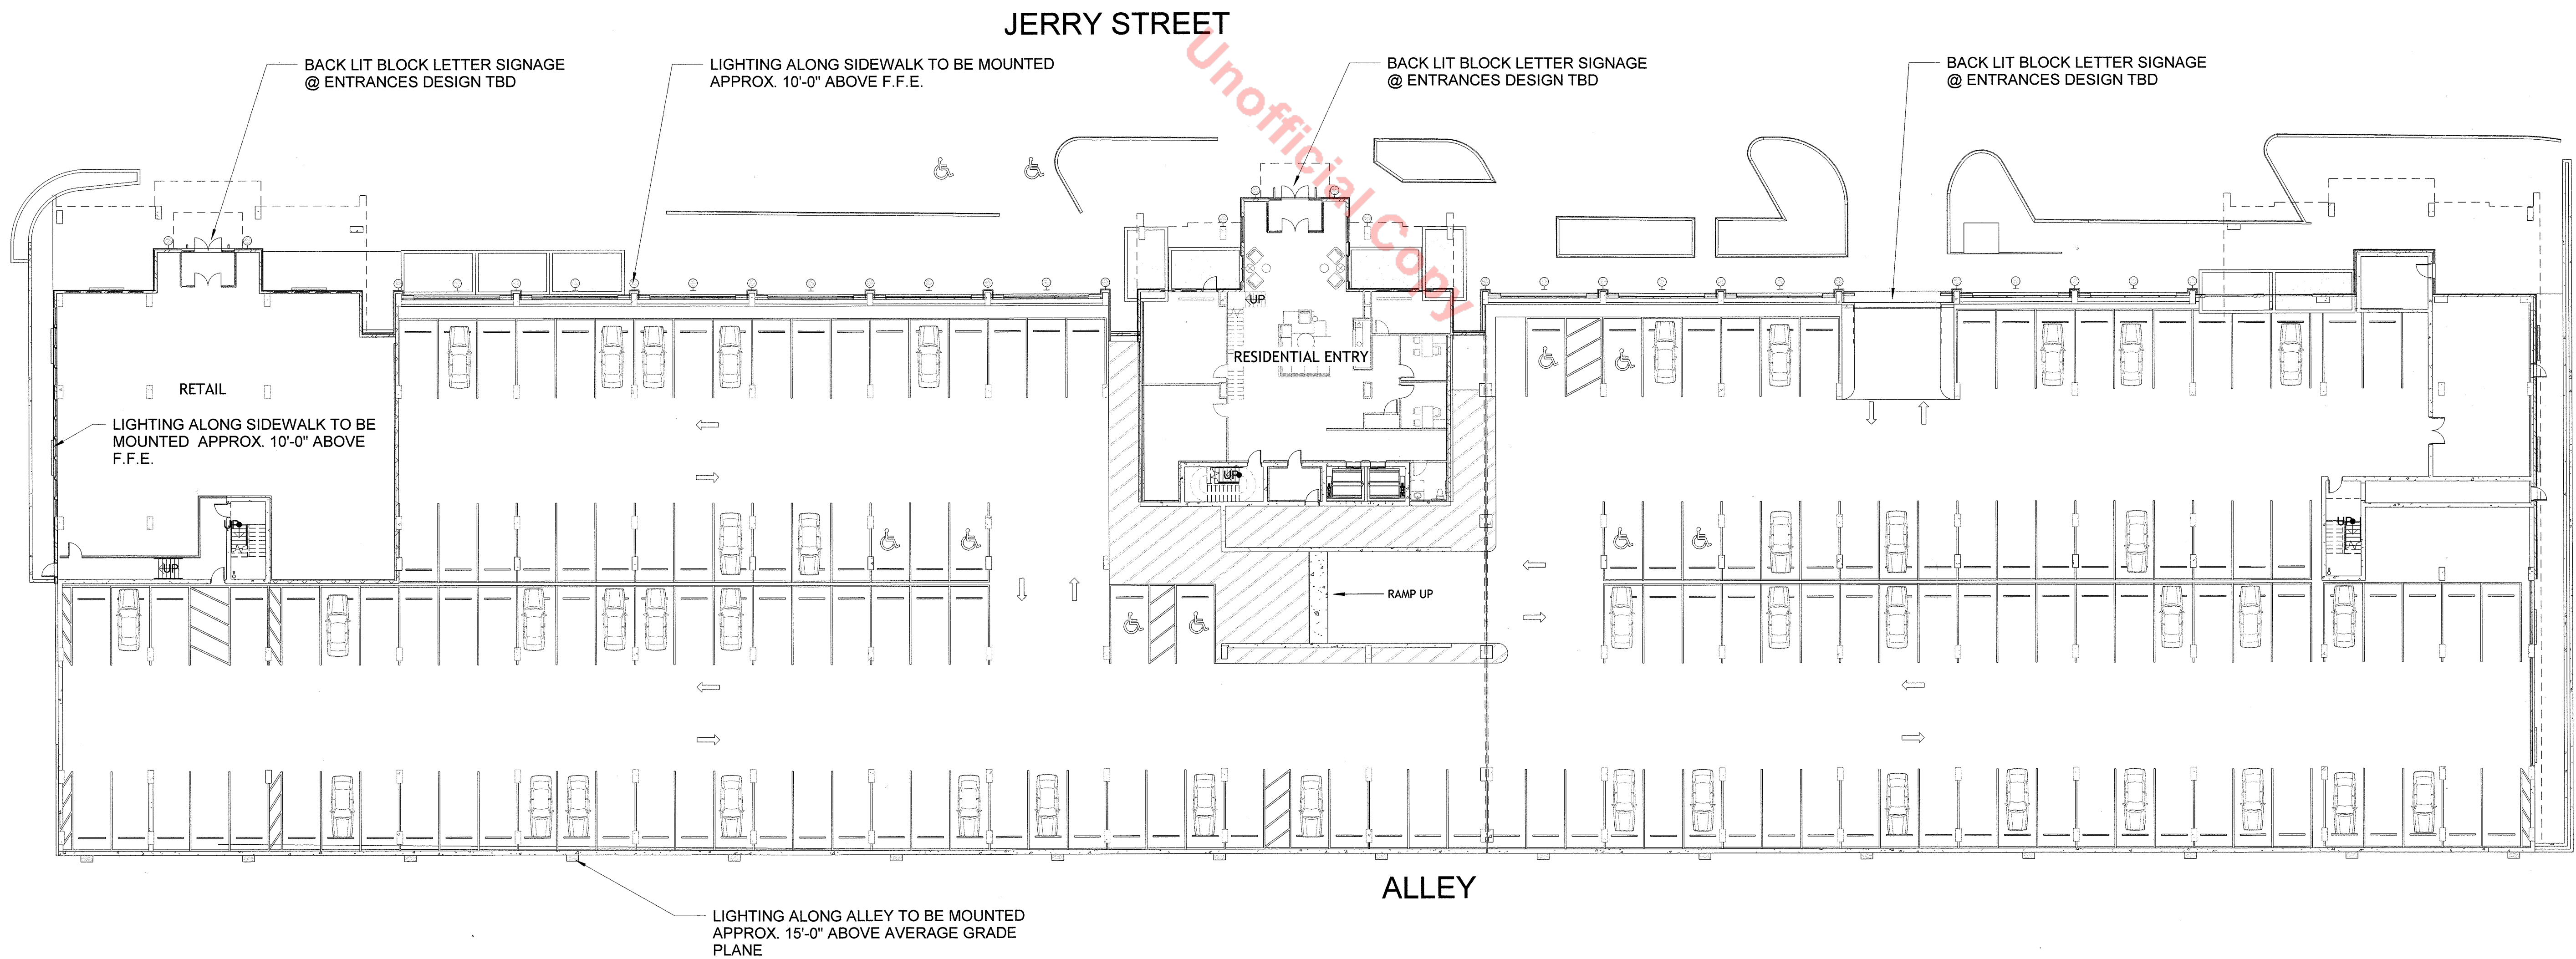 JERRY STREET
BACK LIT BLOCK LETTER SIGNAGE
@ ENTRANCES DESIGN TBD
LIGHTING ALONG SIDEWALK TO BE MOUNTED
APPROX. 10'-0" ABOVE F.F.E.
BACK LIT BLOCK LETTER SIGNAGE
@ ENTRANCES DESIGN TBD
BACK LIT BLOCK LETTER SIGNAGE
@ ENTRANCES DESIGN TBD
Unofficial Copy
UP
RESIDENTIAL ENTRY
RETAIL
LIGHTING ALONG SIDEWALK TO BE
MOUNTED APPROX. 10'-0" ABOVE
F.F.E.
UP
UP
UP
UP
RAMP UP
ALLEY
LIGHTING ALONG ALLEY TO BE MOUNTED
APPROX. 15'-0" ABOVE AVERAGE GRADE
PLANE